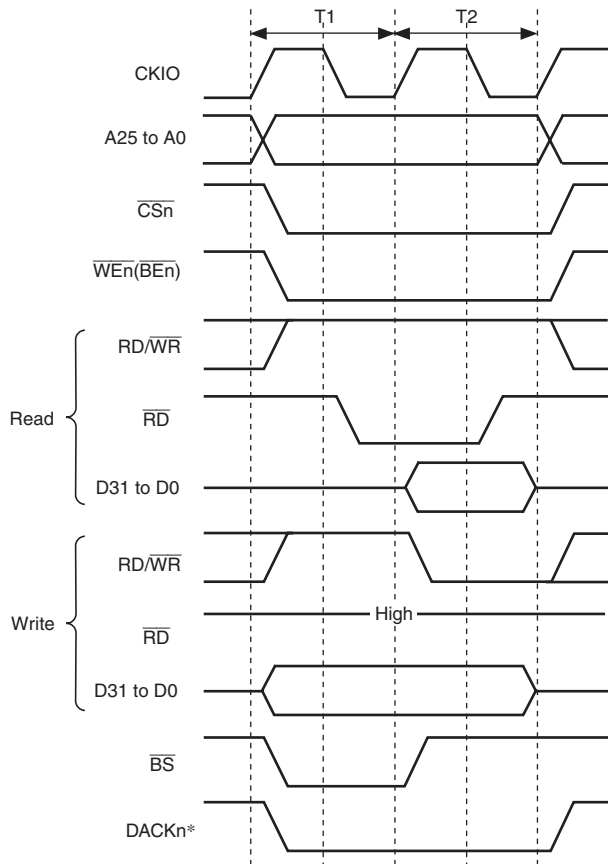 T1 T2
CKIO
A25 to A0
CSn
WEn(BEn)
RD/WR
Read
RD
D31 to D0
RD/WR
High
Write
RD
D31 to D0
BS
DACKn*